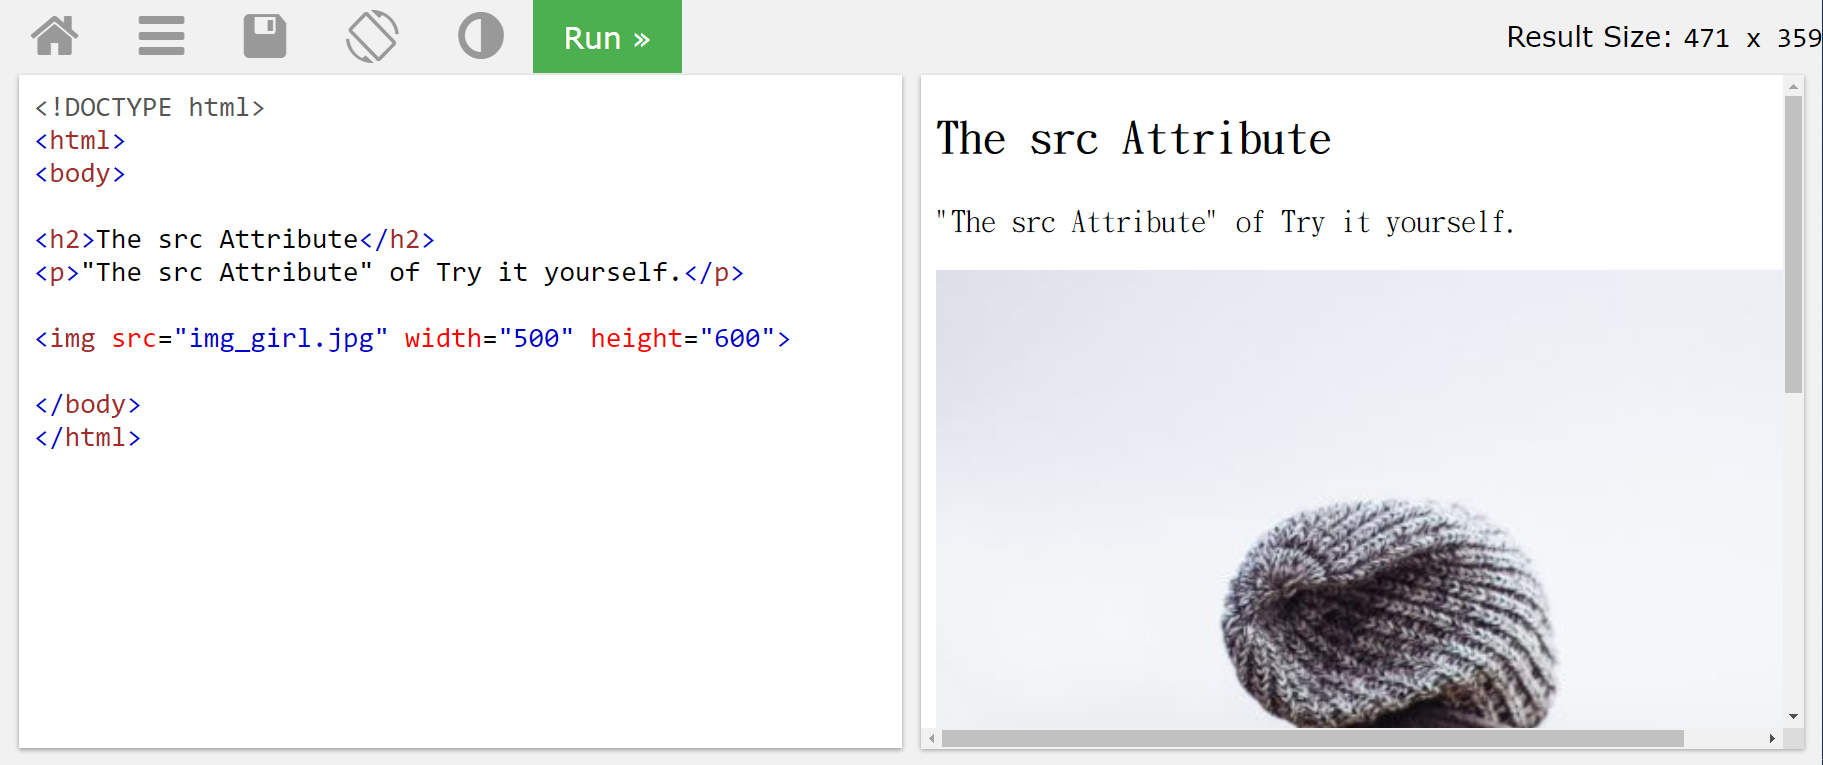 Run »
Result Size: 471 x 359
<!DOCTYPE html>
<html>
<body>
<h2>The src Attribute</h2>
<p>"The src Attribute" of Try it yourself.</p>
<img src="img_girl.jpg" width="500" height="600">
</body>
</html>
The src Attribute
"The src Attribute" of Try it yourself.